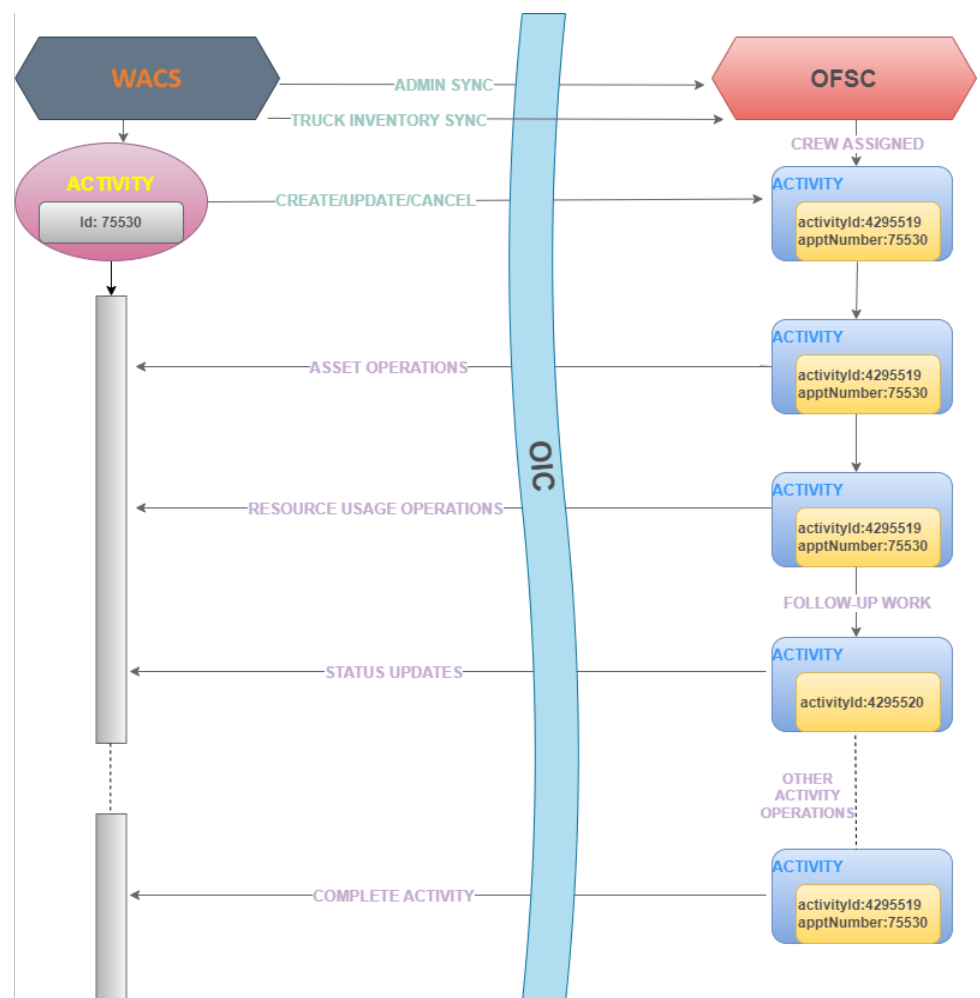 WACS
OFSC
ADMIN SYNC
TRUCK INVENTORY SYNC
CREW ASSIGNED
ACTIVITY
Id: 75530
CREATE/UPDATE/CANCEL
ACTIVITY
activityId:4295519
apptNumber:75530
ACTIVITY
activityId:4295519
apptNumber:75530
ASSET OPERATIONS
OIC
ACTIVITY
activityId:4295519
apptNumber:75530
RESOURCE USAGE OPERATIONS
FOLLOW-UP WORK
ACTIVITY
activityId:4295520
STATUS UPDATES
OTHER
ACTIVITY
OPERATIONS
ACTIVITY
activityId:4295519
apptNumber:75530
COMPLETE ACTIVITY